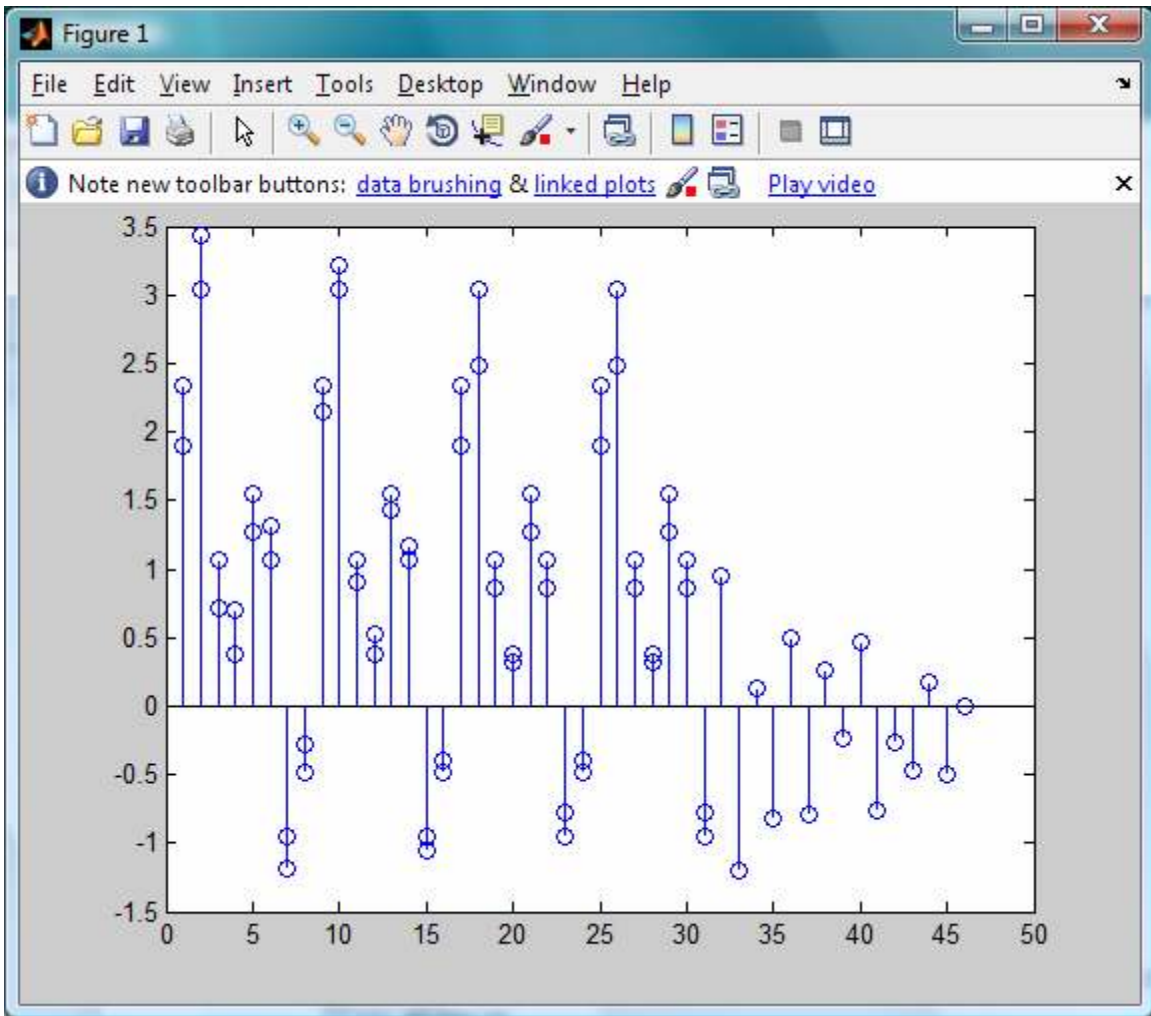 Figure 1
File Edit View Insert Tools Desktop Window Help
Note new toolbar buttons: data brushing & linked plots Play video
3.5
3
2.5
2
1.5
1
0.5
0
-0.5
-1
-1.5
0 5 10 15 20 25 30 35 40 45 50